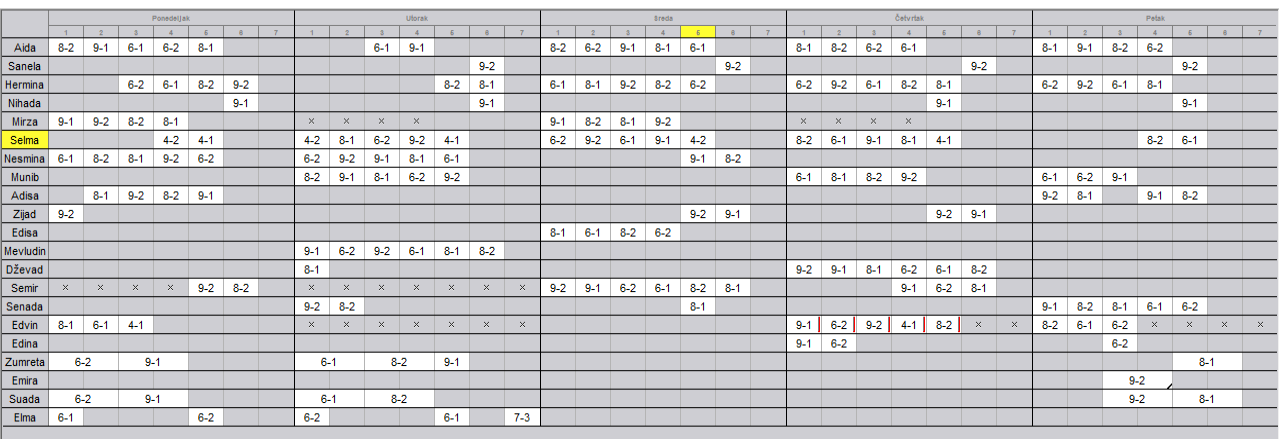 Ponedeljak Utorak Sreda Četvrtak Petak
1 2 3 4 5 6 7 1 2 3 4 5 6 7 1 2 3 4 5 6 7 1 2 3 4 5 6 7 1 2 3 4 5 6 7
Aida 8-2 9-1 6-1 6-2 8-1 6-1 9-1 8-2 6-2 9-1 8-1 6-1 8-1 8-2 6-2 6-1 8-1 9-1 8-2 6-2
Sanela 9-2 9-2 9-2 9-2
Hermina 6-2 6-1 8-2 9-2 8-2 8-1 6-1 8-1 9-2 8-2 6-2 6-2 9-2 6-1 8-2 8-1 6-2 9-2 6-1 8-1
Nihada 9-1 9-1 9-1 9-1
Mirza 9-1 9-2 8-2 8-1 × × × × 9-1 8-2 8-1 9-2 × × × ×
Selma 4-2 4-1 4-2 8-1 6-2 9-2 4-1 6-2 9-2 6-1 9-1 4-2 8-2 6-1 9-1 8-1 4-1 8-2 6-1
Nesmina 6-1 8-2 8-1 9-2 6-2 6-2 9-2 9-1 8-1 6-1 9-1 8-2
Munib 8-2 9-1 8-1 6-2 9-2 6-1 8-1 8-2 9-2 6-1 6-2 9-1
Adisa 8-1 9-2 8-2 9-1 9-2 8-1 9-1 8-2
Zijad 9-2 9-2 9-1 9-2 9-1
Edisa 8-1 6-1 8-2 6-2
Mevludin 9-1 6-2 9-2 6-1 8-1 8-2
Dževad 8-1 9-2 9-1 8-1 6-2 6-1 8-2
Semir × × × × 9-2 8-2 × × × × × × × 9-2 9-1 6-2 6-1 8-2 8-1 9-1 6-2 8-1
Senada 9-2 8-2 8-1 9-1 8-2 8-1 6-1 6-2
Edvin 8-1 6-1 4-1 × × × × × × × 9-1 6-2 9-2 4-1 8-2 × × 8-2 6-1 6-2 × × × ×
Edina 9-1 6-2 6-2
Zumreta 6-2 9-1 6-1 8-2 9-1 8-1
Emira 9-2
Suada 6-2 9-1 6-1 8-2 9-2 8-1
Elma 6-1 6-2 6-2 6-1 7-3